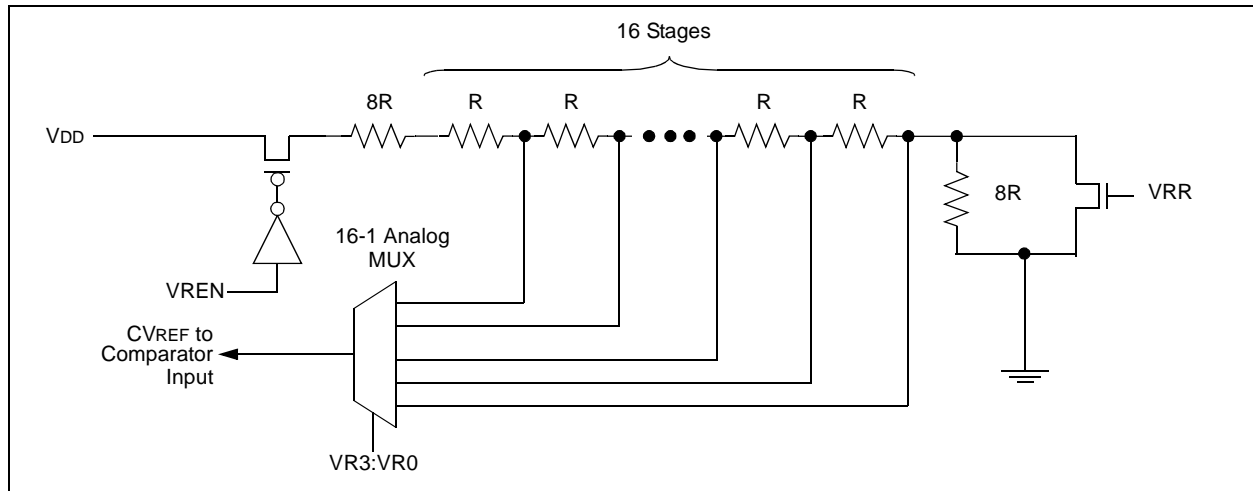 16 Stages
8R
R
R
R
R
VDD
8R
VRR
16-1 Analog
MUX
VREN
CVREF to
Comparator
Input
VR3:VR0